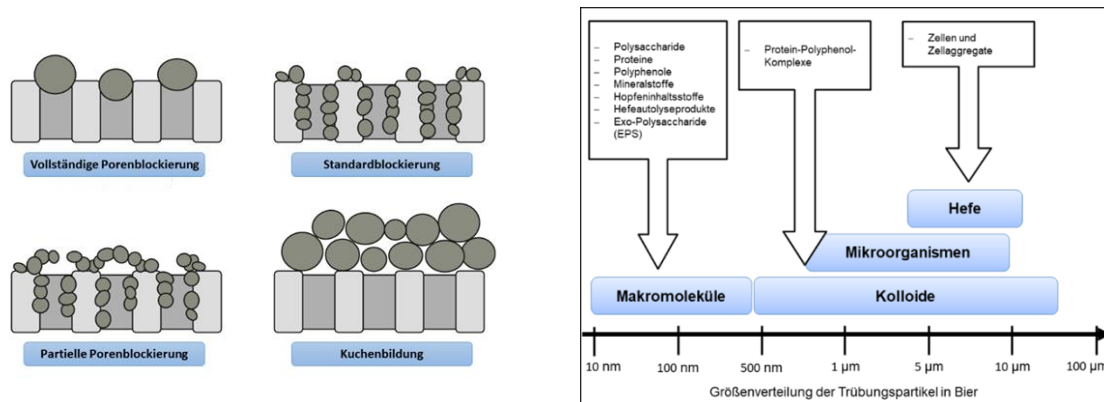 Vollständige Porenblockierung
Standardblockierung
Partielle Porenblockierung
Kuchenbildung
– Polysaccharide
– Proteine
– Polyphenole
– Mineralstoffe
– Hopfeninhaltsstoffe
– Hefeautolyseprodukte
– Exo-Polysaccharide
(EPS)
– Protein-Polyphenol-
Komplexe
– Zellen und
Zellaggregate
Hefe
Mikroorganismen
Makromoleküle
Kolloide
10 nm
100 nm
500 nm
1 µm
5 µm
10 µm
100 µm
Größenverteilung der Trübungspartikel in Bier